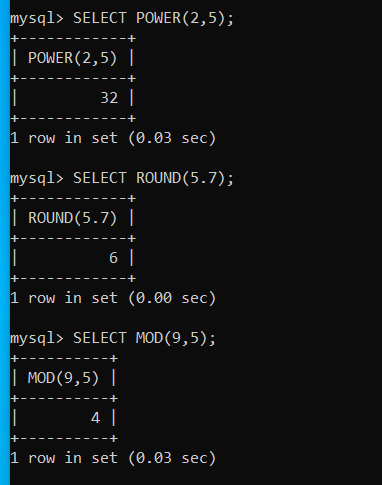 mysql> SELECT POWER(2,5);
+------------+
| POWER(2,5) |
+------------+
|         32 |
+------------+
1 row in set (0.03 sec)

mysql> SELECT ROUND(5.7);
+------------+
| ROUND(5.7) |
+------------+
|          6 |
+------------+
1 row in set (0.00 sec)

mysql> SELECT MOD(9,5);
+----------+
| MOD(9,5) |
+----------+
|        4 |
+----------+
1 row in set (0.03 sec)